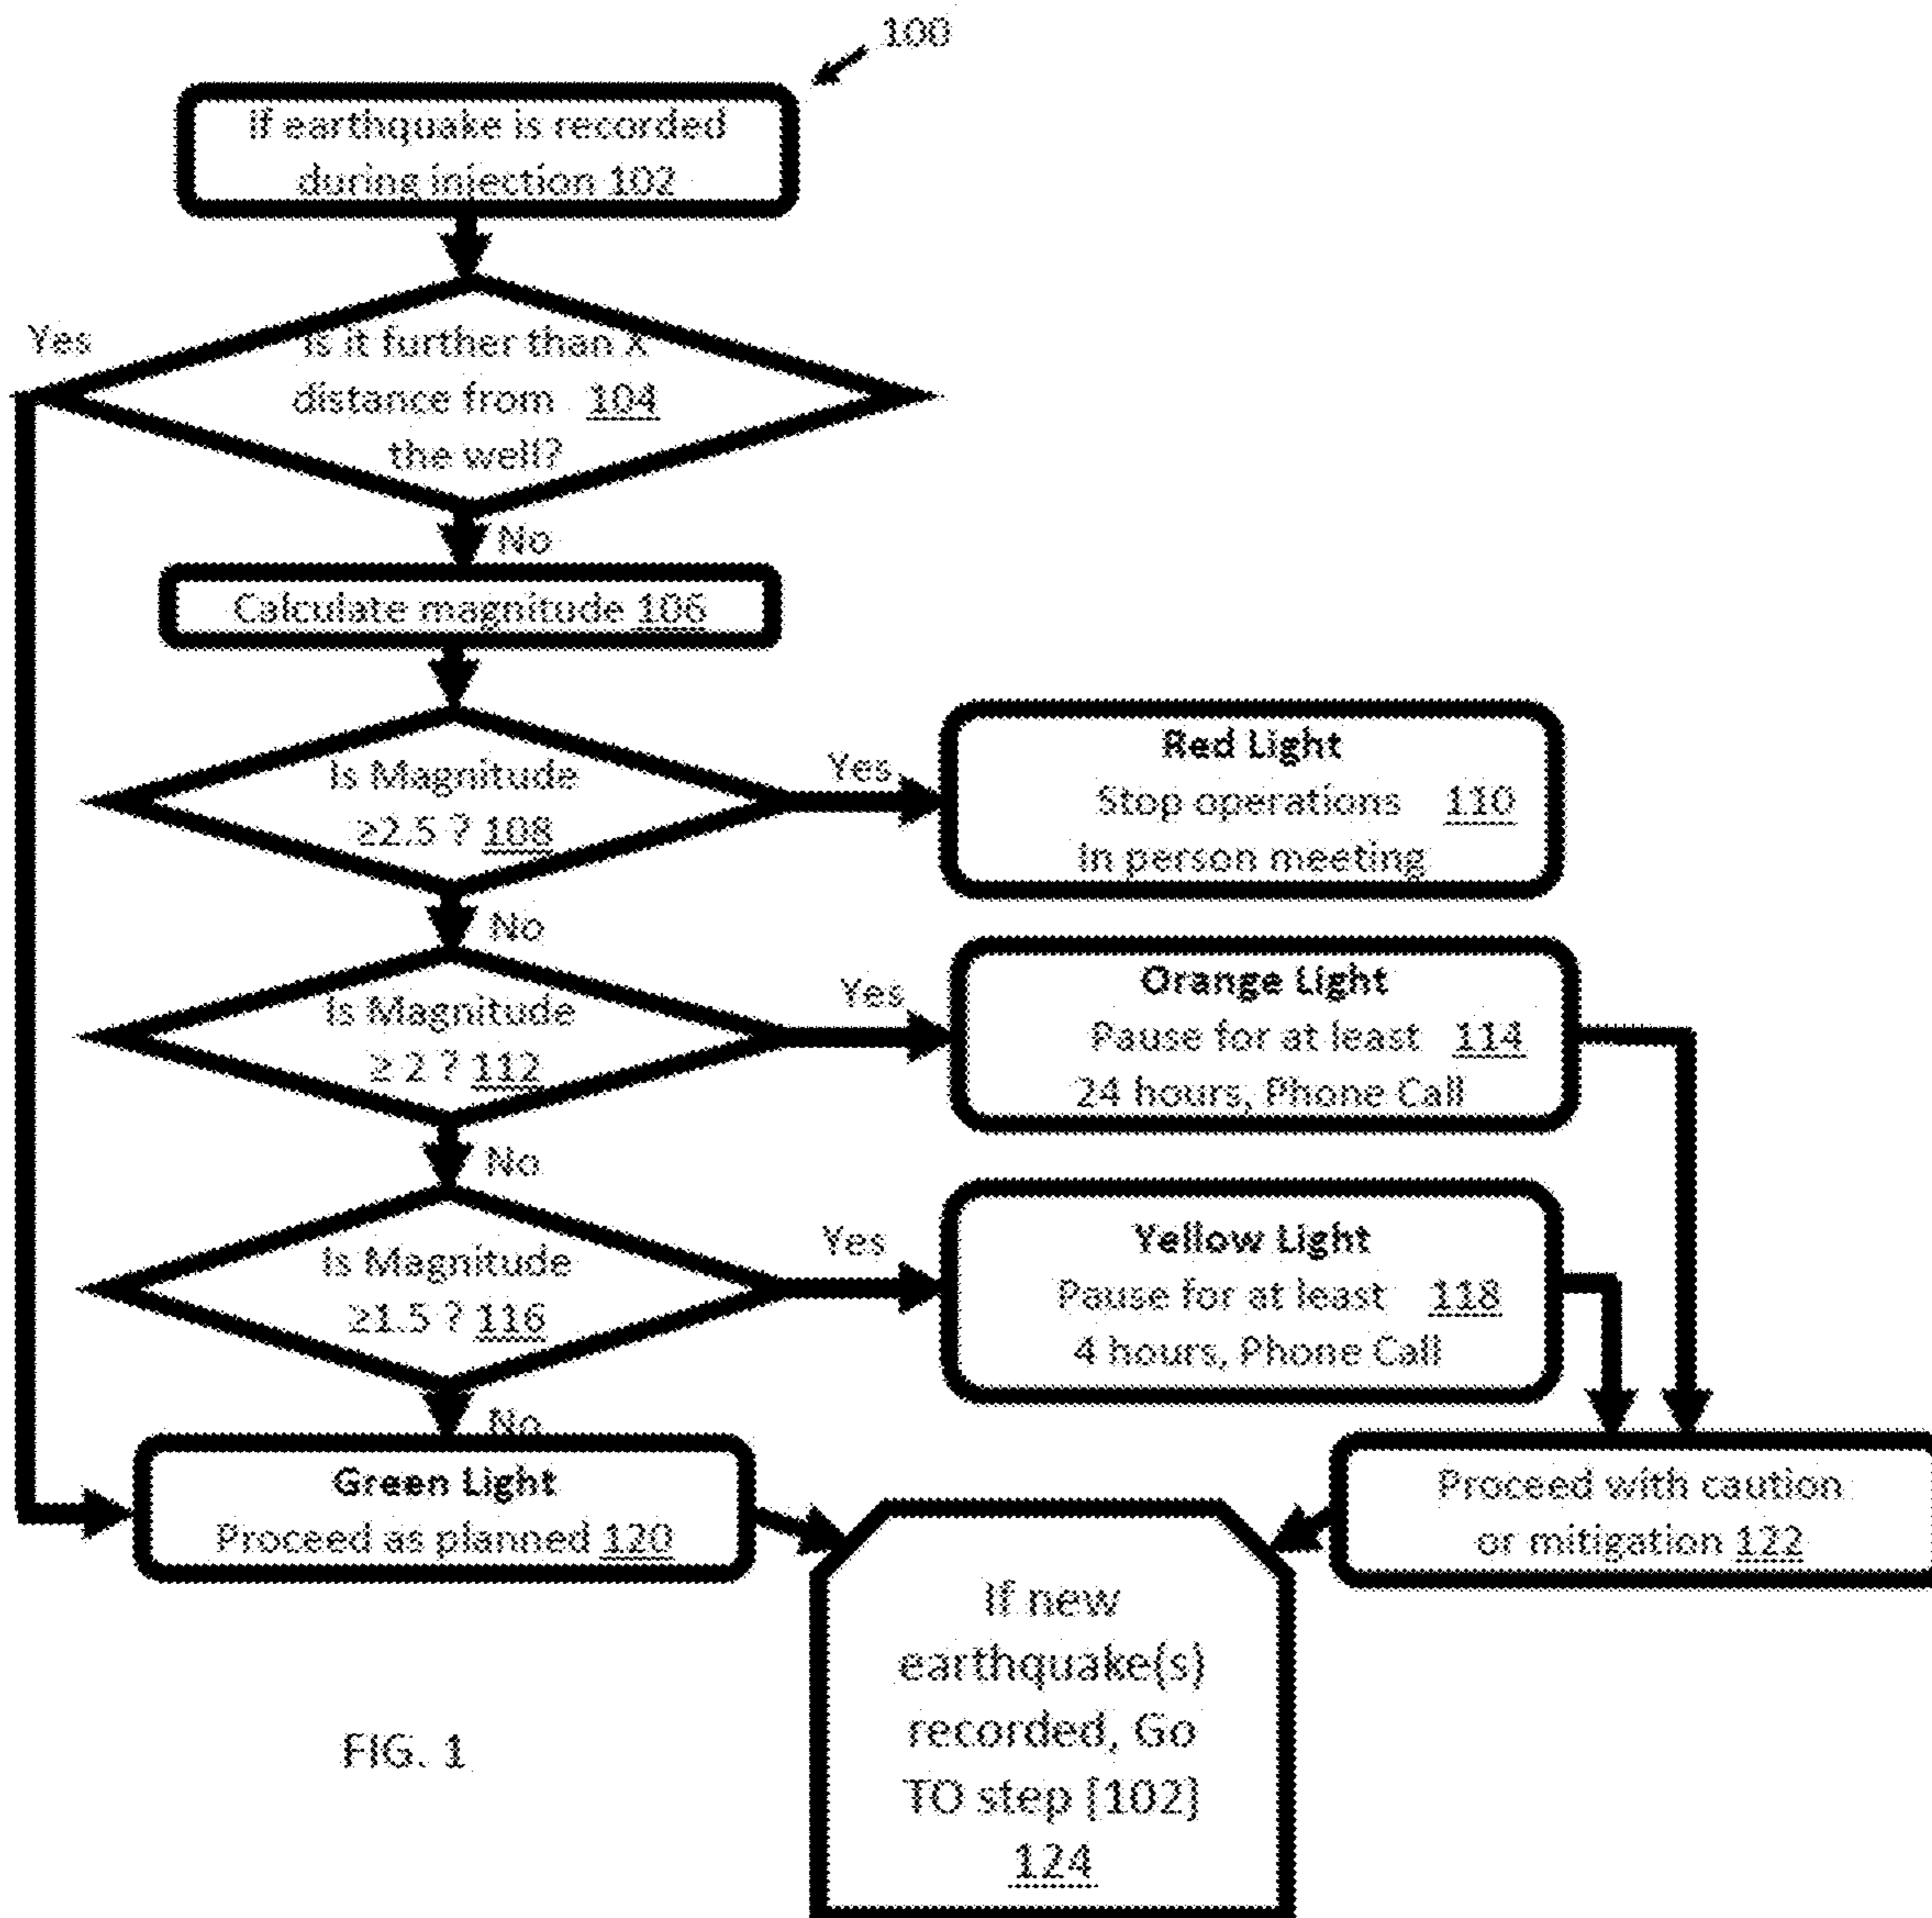 100
If earthquake is recorded
during injection 102
Yes
Is it further than X
distance from 104
the well?
No
Calculate magnitude 106
Is Magnitude
≥2.5 ? 108
Yes
Red Light
Stop operations 110
In person meeting
No
Is Magnitude
≥ 2 ? 112
Yes
Orange Light
Pause for at least 114
24 hours, Phone Call
No
Is Magnitude
≥1.5 ? 116
Yes
Yellow Light
Pause for at least 118
4 hours, Phone Call
No
Green Light
Proceed as planned 120
Proceed with caution
or mitigation 122
If new
earthquake(s)
recorded, Go
TO step [102]
124
FIG. 1